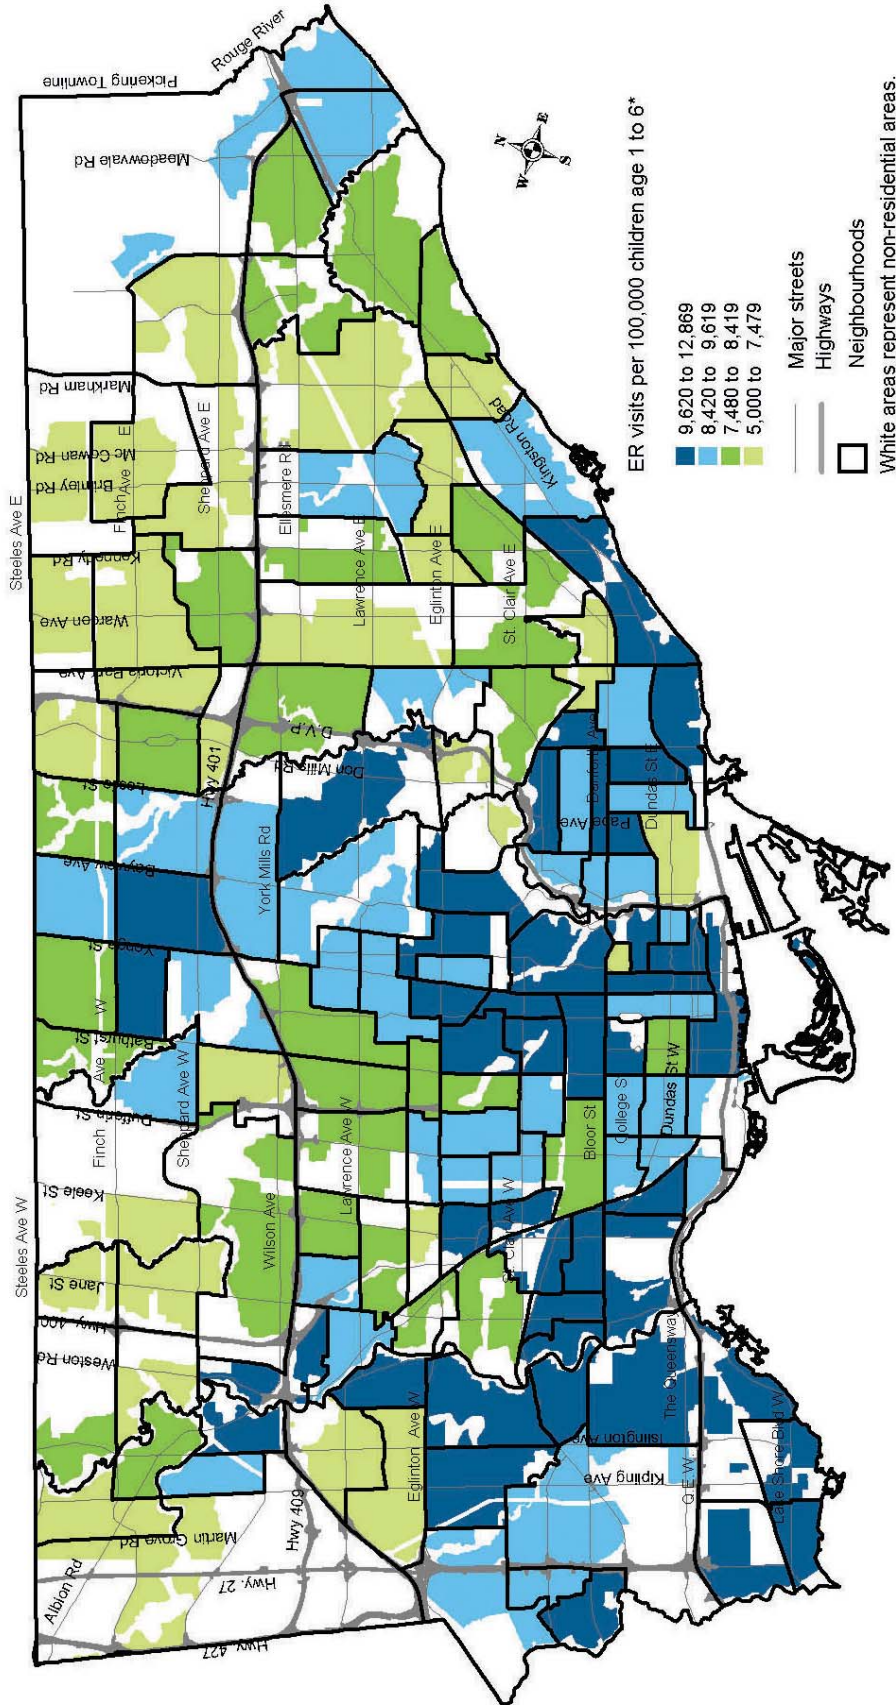 Steeles Ave W
Steeles Ave E
Albion Rd
Hwy. 427
Hwy. 27
Martin Grove Rd
Weston Rd
Hwy. 400
Jane St
Keele St
Dufferin St
Bathurst St
Yonge St
Bayview Ave
Leslie St
Victoria Park Ave
Warden Ave
Kennedy Rd
Brimley Rd
Mc Cowan Rd
Markham Rd
Meadowvale Rd
Pickering Townline
Rouge River
Finch
Ave
W
Finch
Ave
E
Sheppard Ave W
Sheppard Ave E
Hwy 409
Wilson Ave
Hwy 401
York Mills Rd
Ellesmere Rd
D.V.P.
Don Mills Rd
Lawrence Ave W
Lawrence Ave E
Eglinton Ave W
Eglinton Ave E
St. Clair Ave W
St. Clair Ave E
Kingston Road
Danforth Ave
Pape Ave
Bloor St
College S
Dundas St W
Dundas St E
Islington Ave
Kipling Ave
The Queensway
Q.E.W.
Lake Shore Blvd W
N
E
S
W
ER visits per 100,000 children age 1 to 6*
9,620 to 12,869
8,420 to 9,619
7,480 to 8,419
5,000 to 7,479
Major streets
Highways
Neighbourhoods
White areas represent non-residential areas.